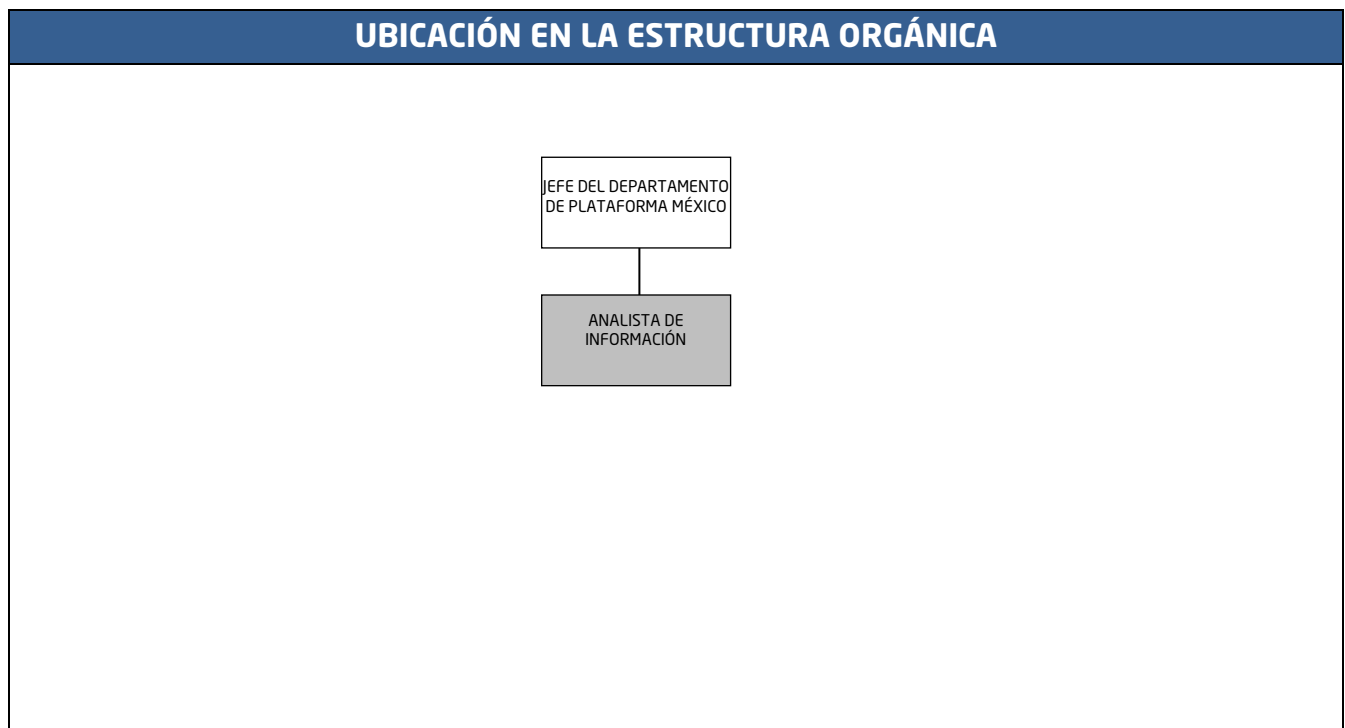 UBICACIÓN EN LA ESTRUCTURA ORGÁNICA
JEFE DEL DEPARTAMENTO
DE PLATAFORMA MÉXICO
ANALISTA DE
INFORMACIÓN